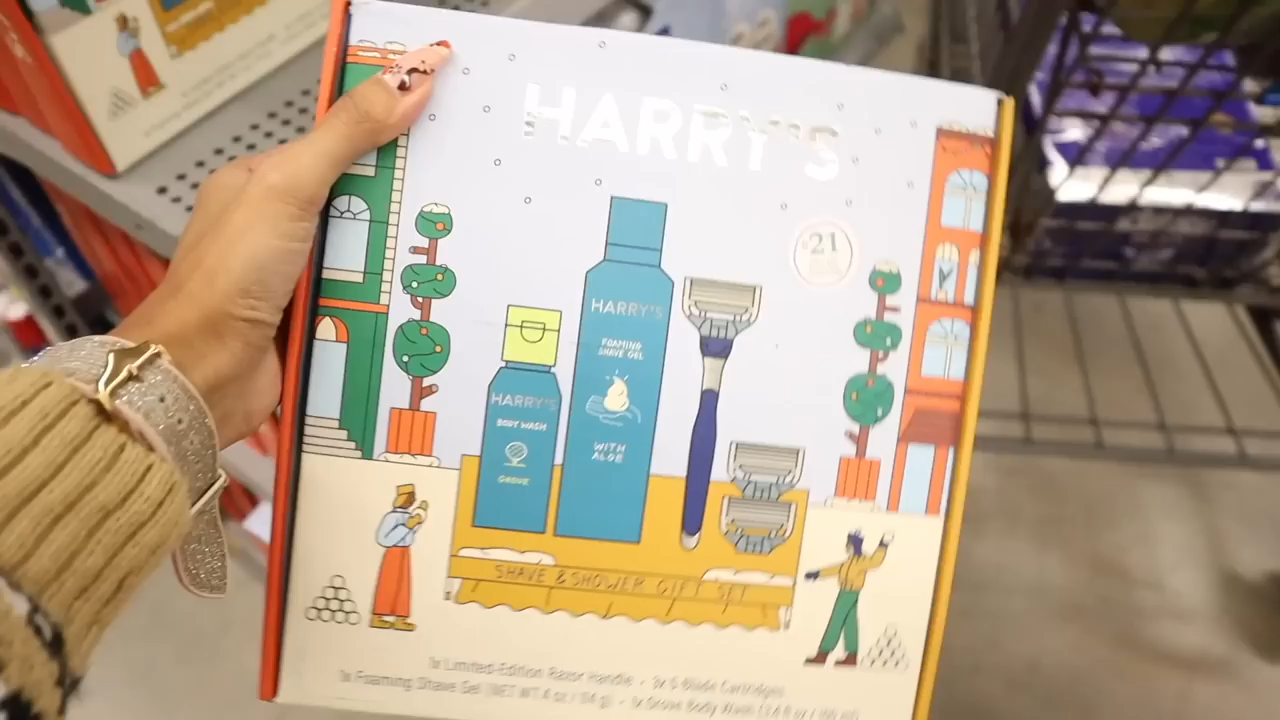 HARRY'S
$21
HARRY'S
FOAMING
SHAVE GEL
WITH
ALOE
HARRY'S
BODY WASH
GROVE
SHAVE & SHOWER GIFT SET
1x Limited-Edition Razor Handle - 3x 5-Blade Cartridges
1x Foaming Shave Gel (NET WT. 4 oz / 114 g) - 1x Grove Body Wash